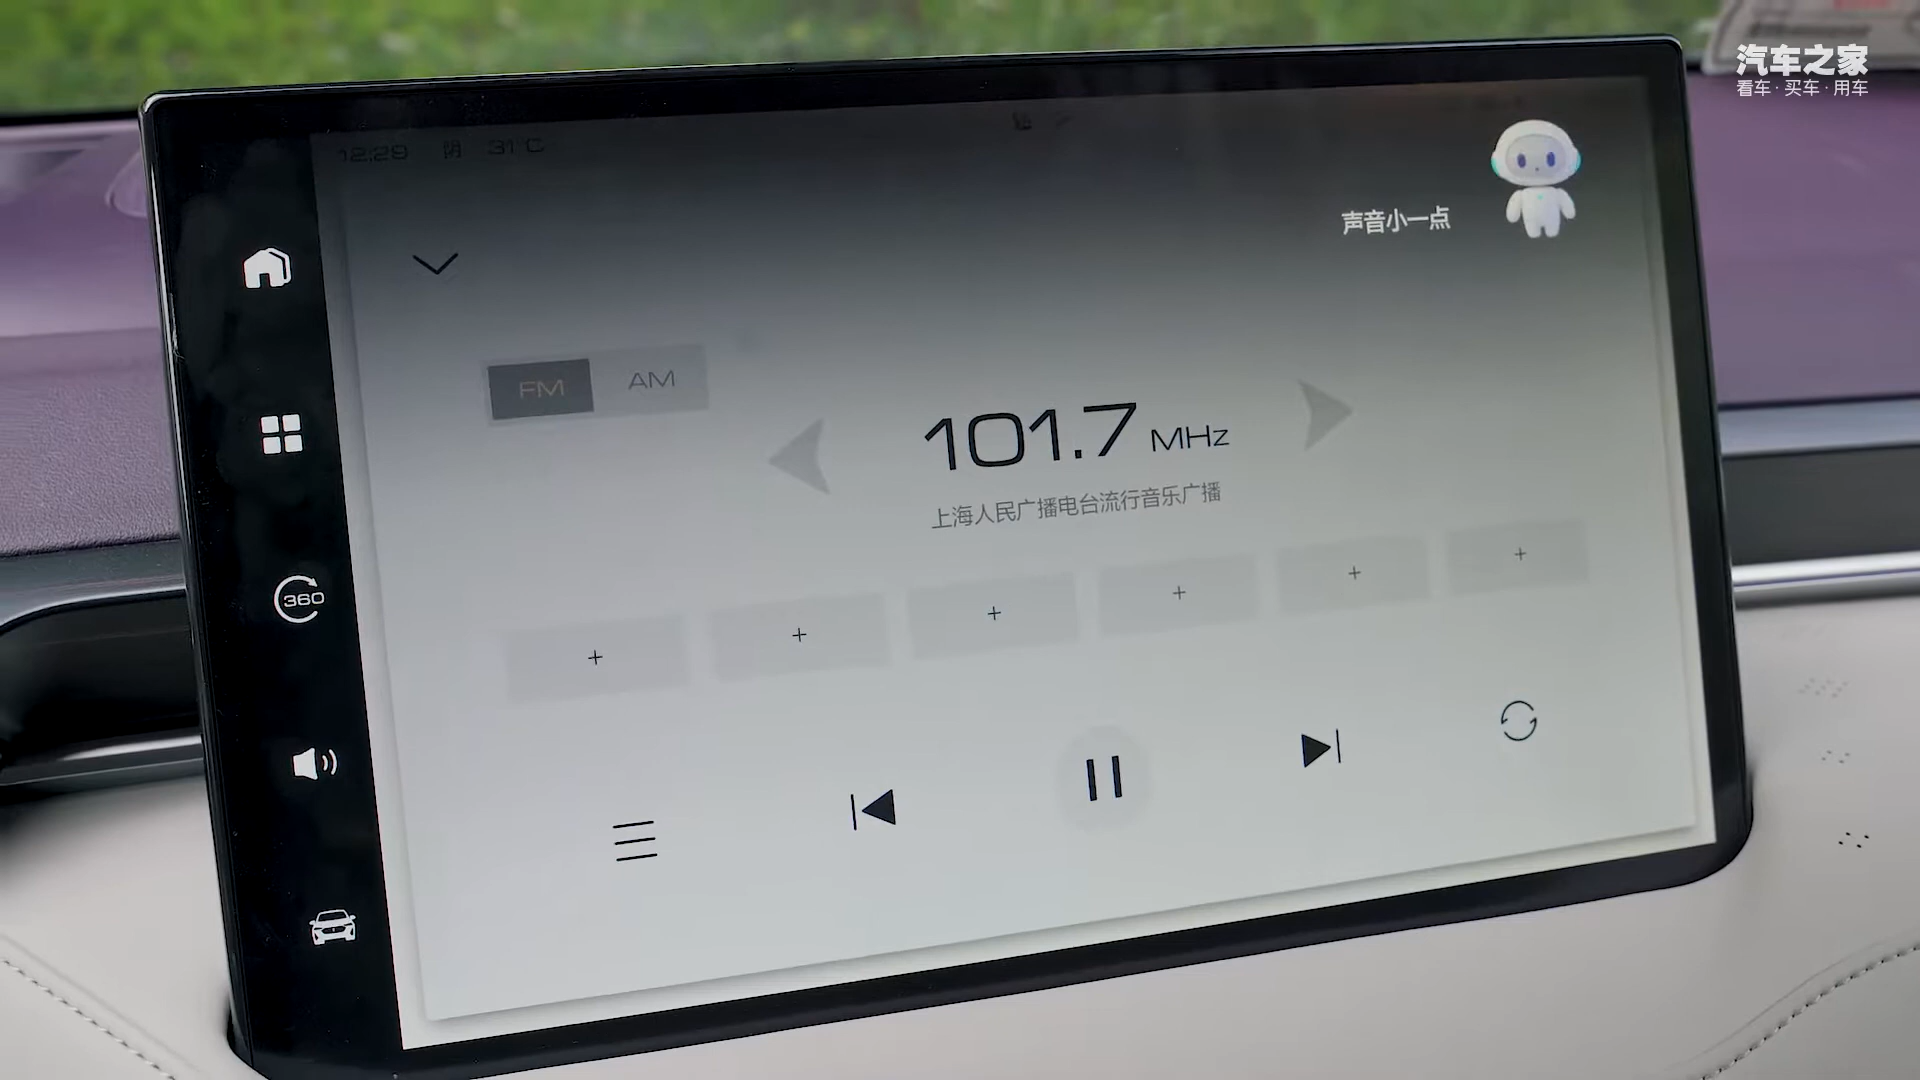 汽车之家
看车·买车·用车
12:29 阴 31°C
声音小一点
FM AM
101.7 MHz
上海人民广播电台流行音乐广播
+ + + + + +
360